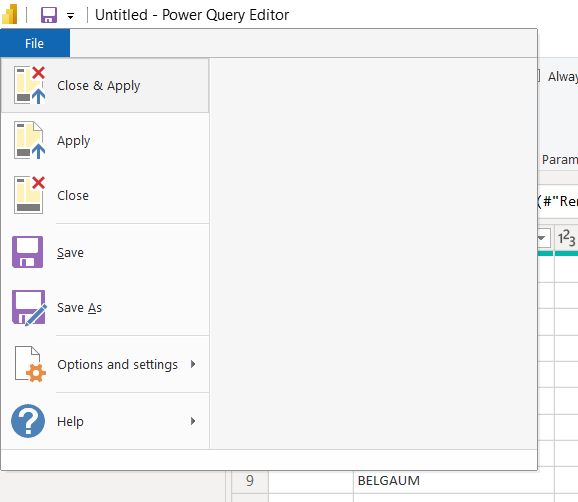 Untitled - Power Query Editor
File
Close & Apply
Apply
Close
Save
Save As
Options and settings
Help
Alway
Param
(#"Rer
123
9 BELGAUM